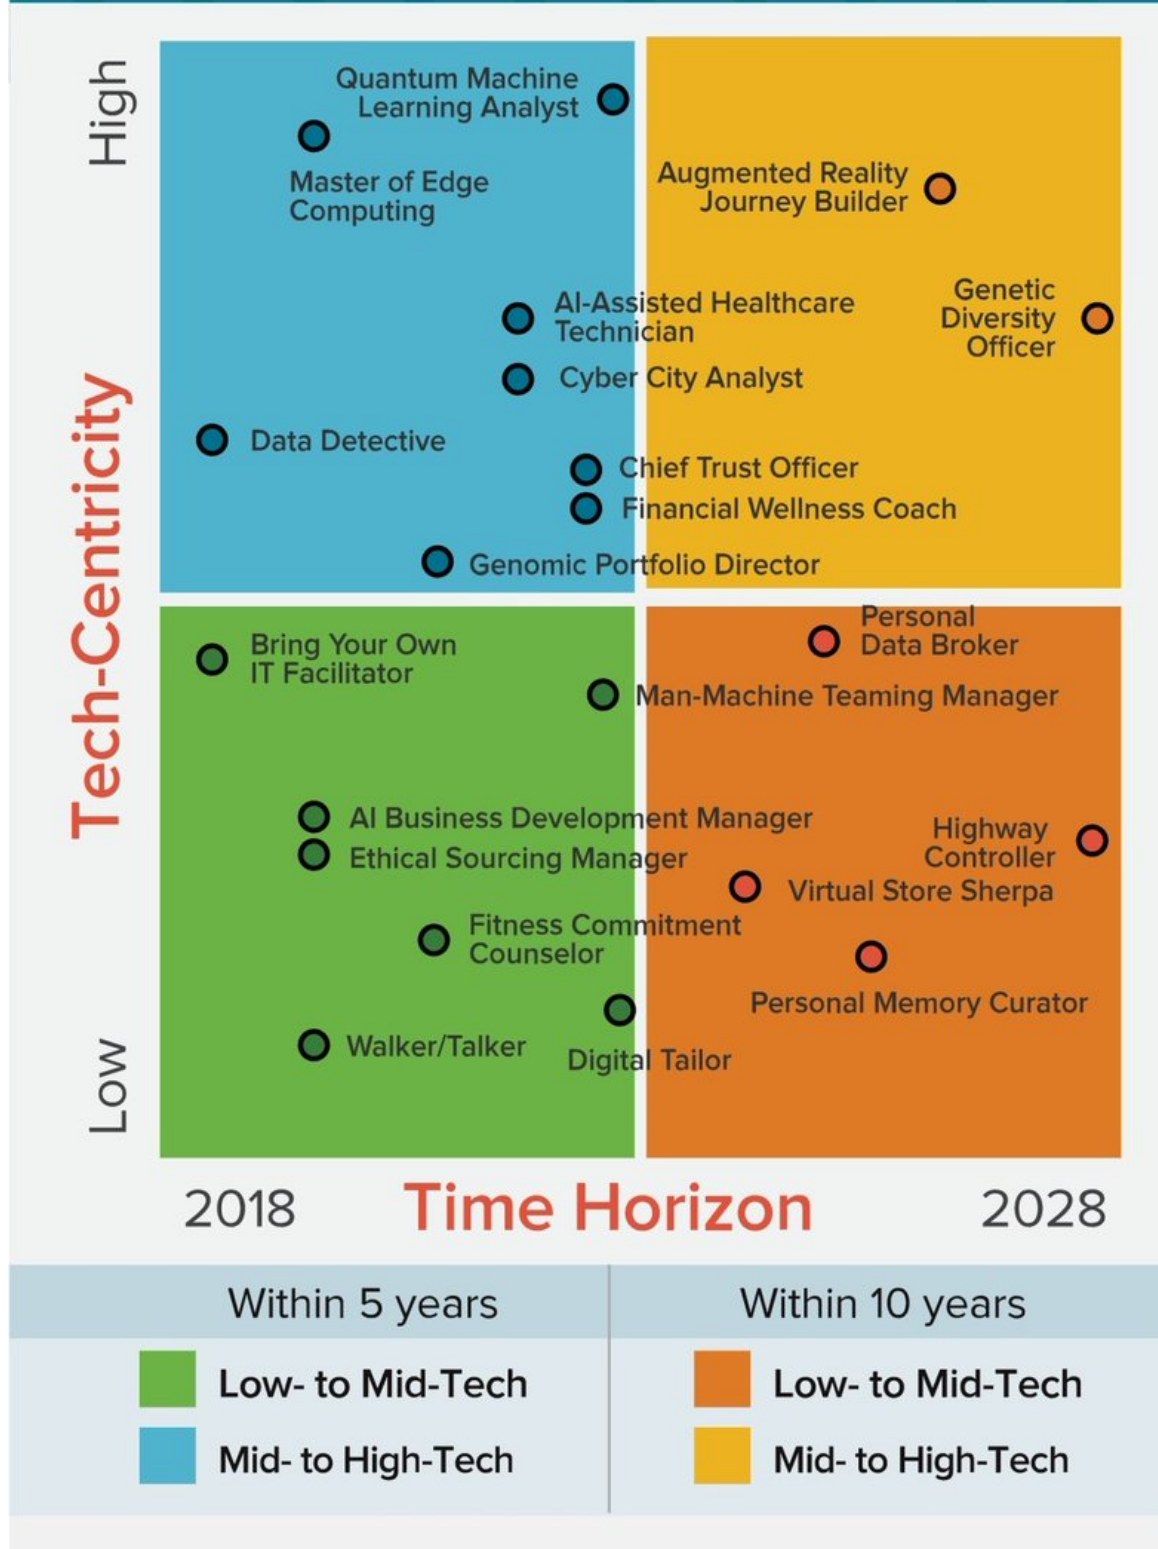 High
Quantum Machine
Learning Analyst
Master of Edge
Computing
Augmented Reality
Journey Builder
AI-Assisted Healthcare
Technician
Genetic
Diversity
Officer
Cyber City Analyst
Data Detective
Chief Trust Officer
Financial Wellness Coach
Genomic Portfolio Director
Tech-Centricity
Bring Your Own
IT Facilitator
Personal
Data Broker
Man-Machine Teaming Manager
AI Business Development Manager
Ethical Sourcing Manager
Highway
Controller
Virtual Store Sherpa
Fitness Commitment
Counselor
Personal Memory Curator
Walker/Talker
Digital Tailor
Low
2018
Time Horizon
2028
Within 5 years
Within 10 years
Low- to Mid-Tech
Low- to Mid-Tech
Mid- to High-Tech
Mid- to High-Tech